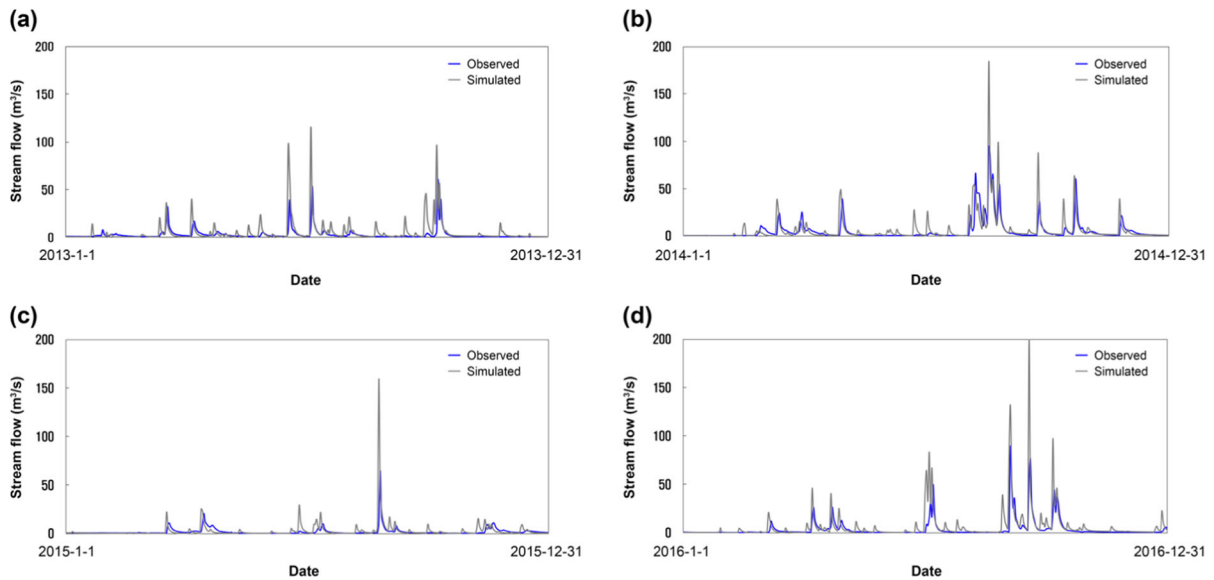 (a)
200
150
100
50
0
Stream flow (m³/s)
Observed
Simulated
2013-1-1
2013-12-31
Date
(b)
200
150
100
50
0
Stream flow (m³/s)
Observed
Simulated
2014-1-1
2014-12-31
Date
(c)
200
150
100
50
0
Stream flow (m³/s)
Observed
Simulated
2015-1-1
2015-12-31
Date
(d)
200
150
100
50
0
Stream flow (m³/s)
Observed
Simulated
2016-1-1
2016-12-31
Date